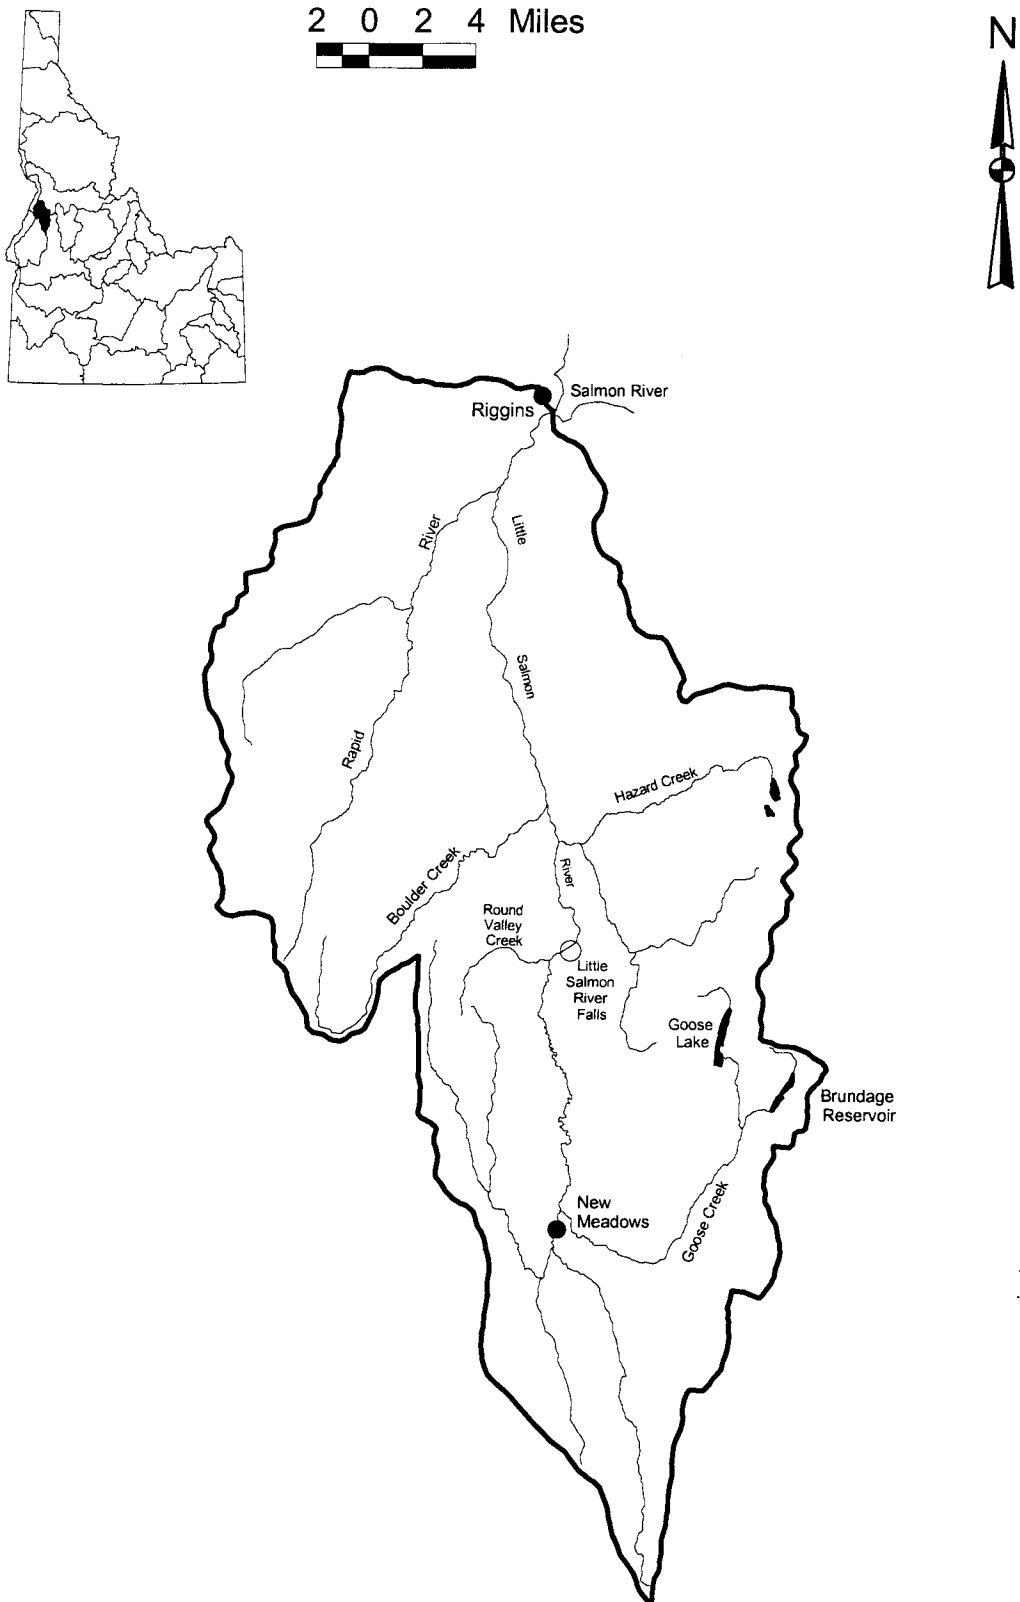 2 0 2 4 Miles
N
Salmon River
Riggins
River
Little
Salmon
Rapid
Hazard Creek
Boulder Creek
River
Round
Valley
Creek
Little
Salmon
River
Falls
Goose
Lake
Brundage
Reservoir
New
Meadows
Goose Creek